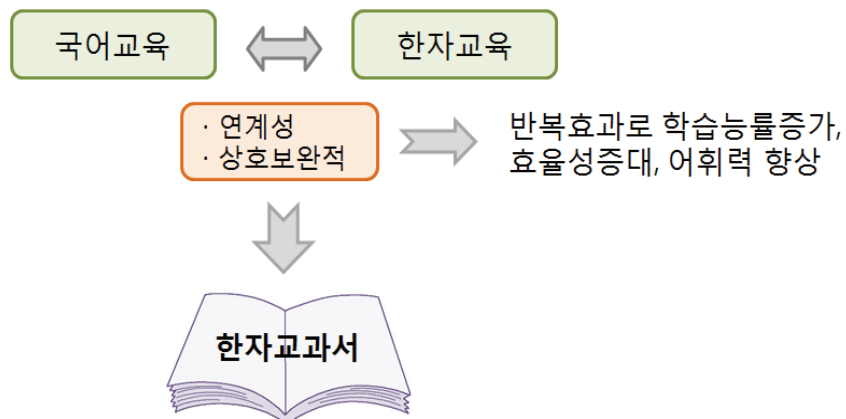 국어교육
한자교육
· 연계성
· 상호보완적
반복효과로 학습능률증가,
효율성증대, 어휘력 향상
한자교과서